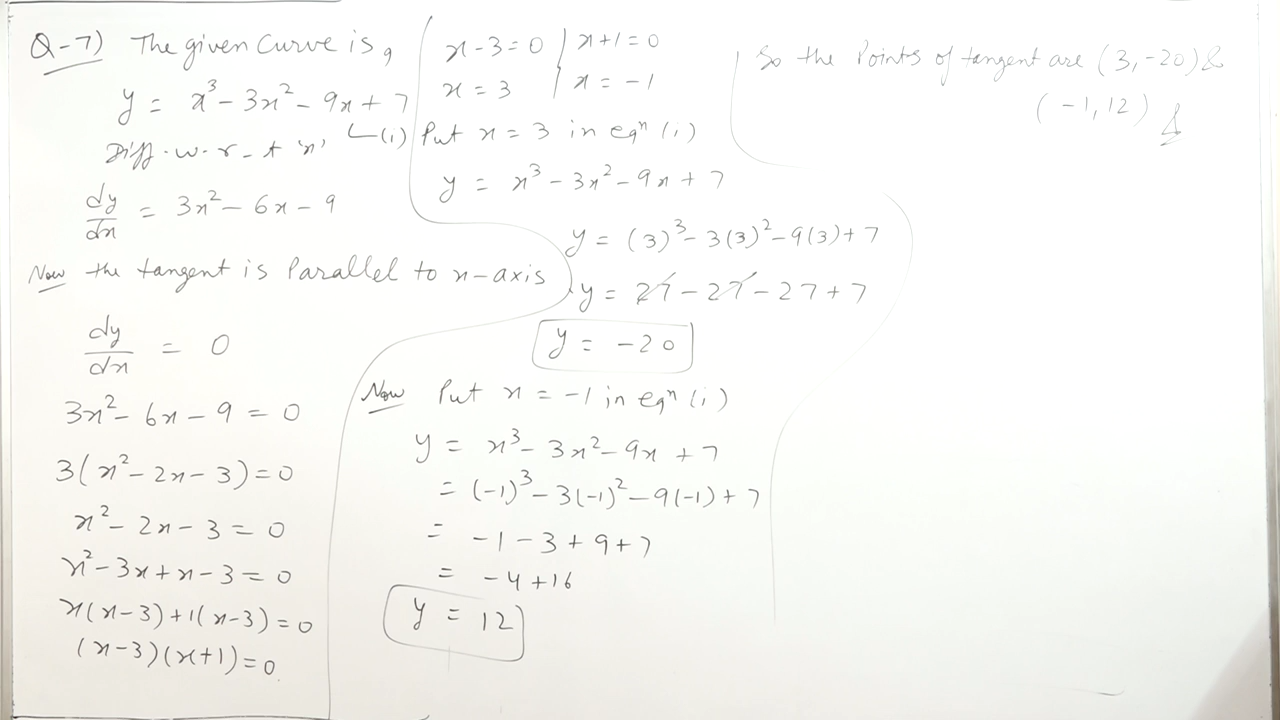 Q-7) The given Curve is,
y = x³ - 3x² - 9x + 7
(i)
Diff. w. r. t 'x'
dy/dx = 3x² - 6x - 9
Now the tangent is Parallel to x-axis
dy/dx = 0
3x² - 6x - 9 = 0
3(x² - 2x - 3) = 0
x² - 2x - 3 = 0
x² - 3x + x - 3 = 0
x(x-3) + 1(x-3) = 0
(x-3)(x+1) = 0
x - 3 = 0 | x + 1 = 0
x = 3 | x = -1
Put x = 3 in eqⁿ (i)
y = x³ - 3x² - 9x + 7
y = (3)³ - 3(3)² - 9(3) + 7
y = 27 - 27 - 27 + 7
y = -20
Now Put x = -1 in eqⁿ (i)
y = x³ - 3x² - 9x + 7
= (-1)³ - 3(-1)² - 9(-1) + 7
= -1 - 3 + 9 + 7
= -4 + 16
y = 12
So the Points of tangent are (3, -20) &
(-1, 12)